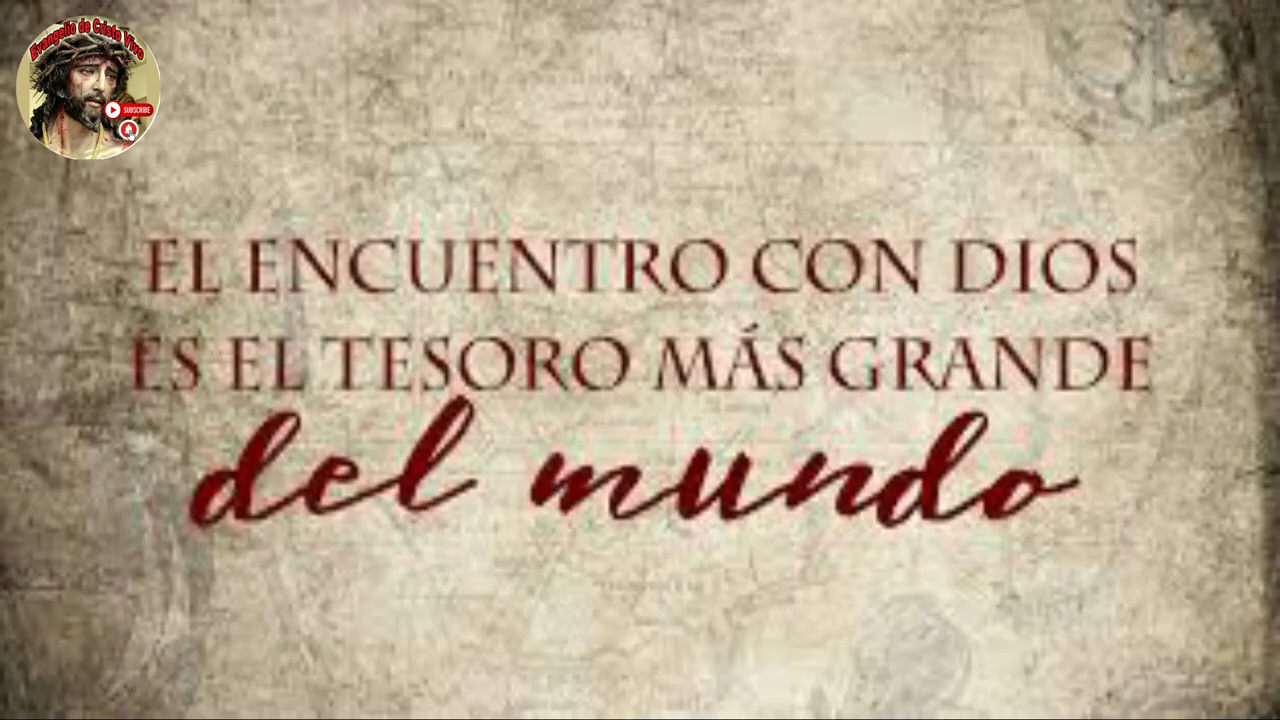 Evangelio de Cristo Vivo
SUBSCRIBE
EL ENCUENTRO CON DIOS
ES EL TESORO MÁS GRANDE
del mundo